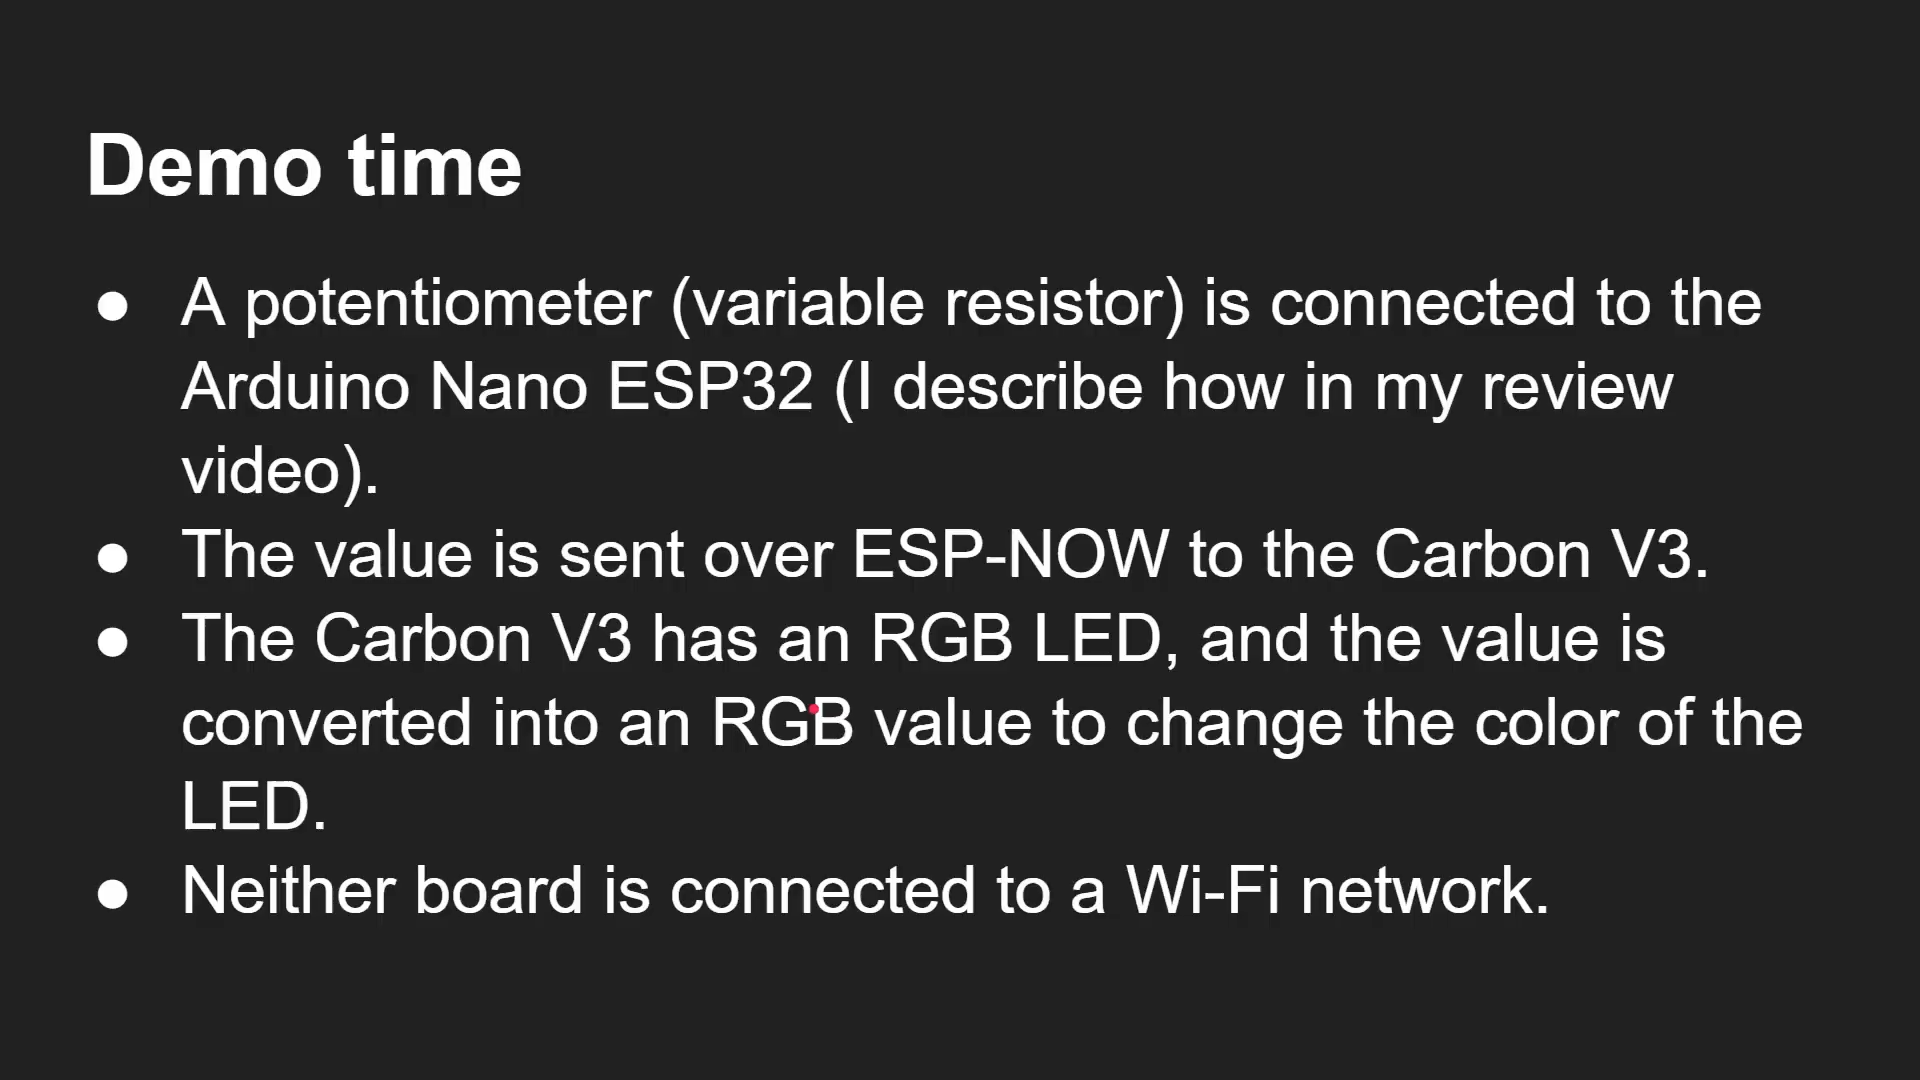 Demo time
● A potentiometer (variable resistor) is connected to the
Arduino Nano ESP32 (I describe how in my review
video).
● The value is sent over ESP-NOW to the Carbon V3.
● The Carbon V3 has an RGB LED, and the value is
converted into an RGB value to change the color of the
LED.
● Neither board is connected to a Wi-Fi network.